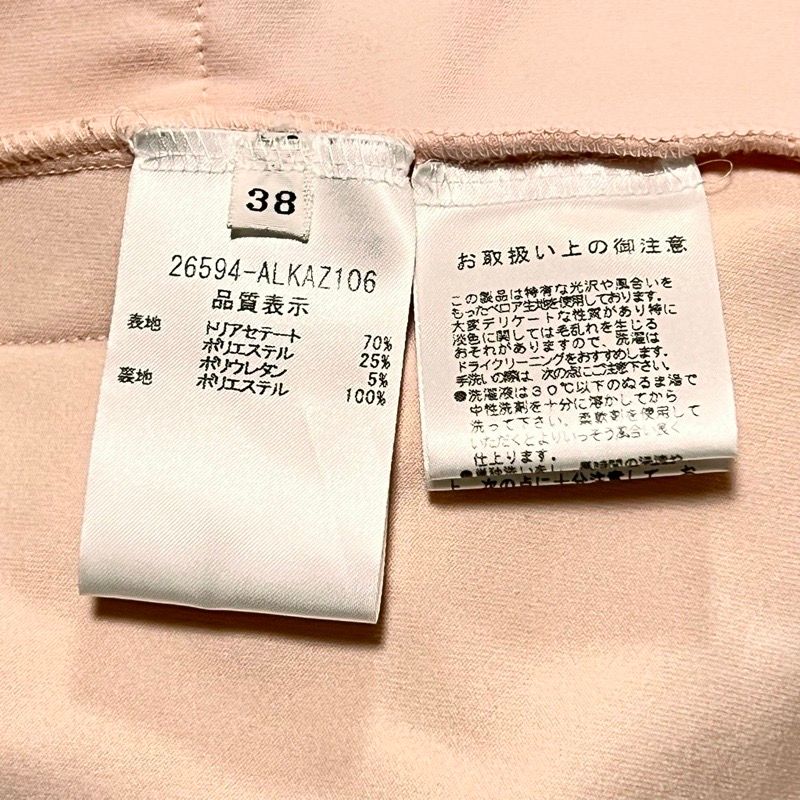 38
26594-ALKAZ106
品質表示
表地 トリアセテート 70%
ポリエステル 25%
ポリウレタン 5%
裏地 ポリエステル 100%
お取扱い上の御注意
この製品は特有な光沢や風合いを
もったベロア生地を使用しております。
大変デリケートな性質があり特に
淡色に関しては毛乱れを生じる
おそれがありますので、洗濯は
ドライクリーニングをおすすめします。
手洗いの際は、次の点にご注意下さい。
●洗濯液は30℃以下のぬるま湯で
中性洗剤を十分に溶かしてから
洗って下さい。柔軟剤を使用して
いただくとよりいっそう風合い良く
仕上ります。